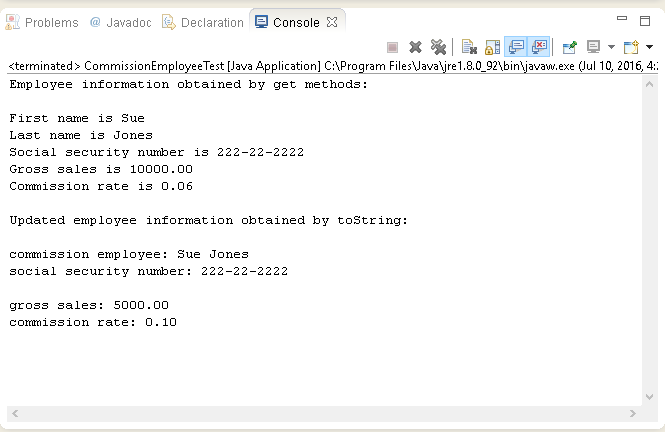 Problems @ Javadoc Declaration Console
<terminated> CommissionEmployeeTest [Java Application] C:\Program Files\Java\jre1.8.0_92\bin\javaw.exe (Jul 10, 2016, 4:
Employee information obtained by get methods:
First name is Sue
Last name is Jones
Social security number is 222-22-2222
Gross sales is 10000.00
Commission rate is 0.06
Updated employee information obtained by toString:
commission employee: Sue Jones
social security number: 222-22-2222
gross sales: 5000.00
commission rate: 0.10